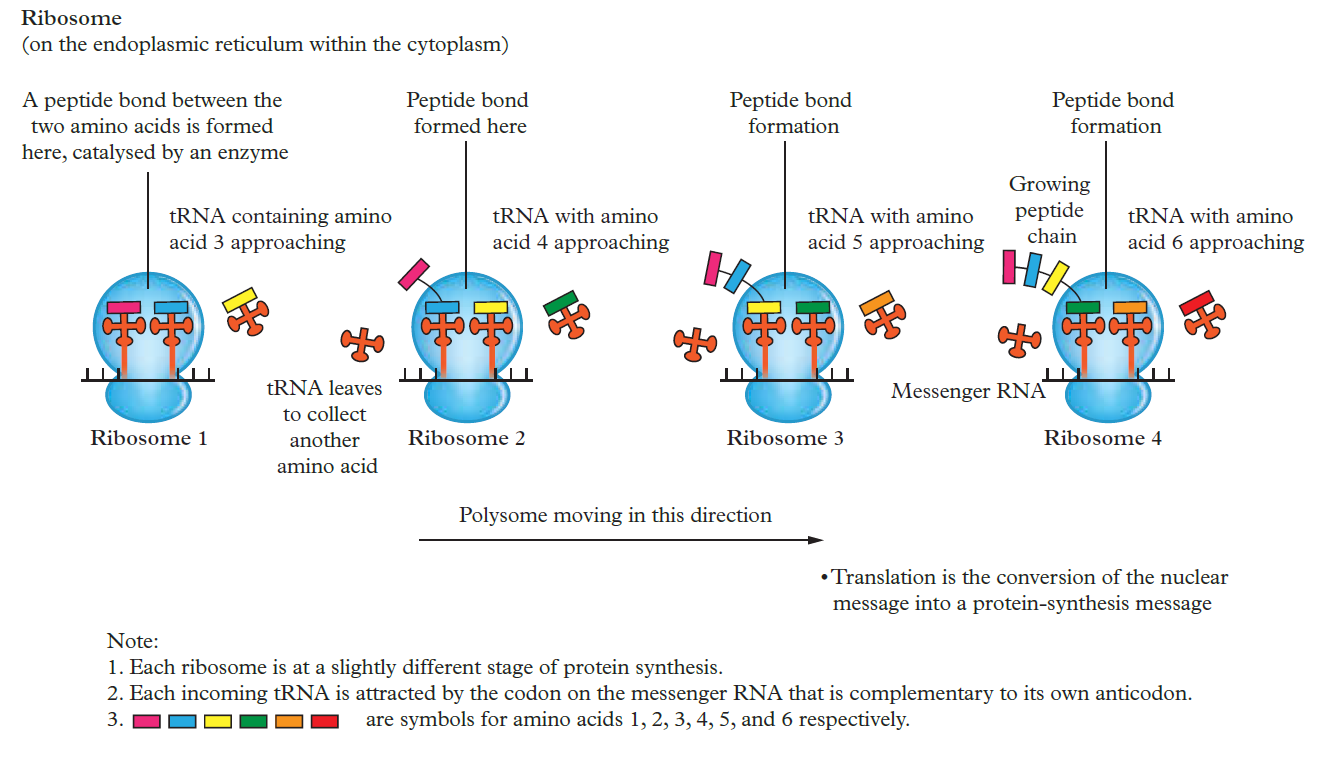 Ribosome
(on the endoplasmic reticulum within the cytoplasm)
A peptide bond between the
two amino acids is formed
here, catalysed by an enzyme
Peptide bond
formed here
Peptide bond
formation
Peptide bond
formation
tRNA containing amino
acid 3 approaching
tRNA with amino
acid 4 approaching
tRNA with amino
acid 5 approaching
Growing
peptide
chain
tRNA with amino
acid 6 approaching
tRNA leaves
to collect
another
amino acid
Messenger RNA
Ribosome 1
Ribosome 2
Ribosome 3
Ribosome 4
Polysome moving in this direction
•Translation is the conversion of the nuclear
message into a protein-synthesis message
Note:
1. Each ribosome is at a slightly different stage of protein synthesis.
2. Each incoming tRNA is attracted by the codon on the messenger RNA that is complementary to its own anticodon.
3. are symbols for amino acids 1, 2, 3, 4, 5, and 6 respectively.